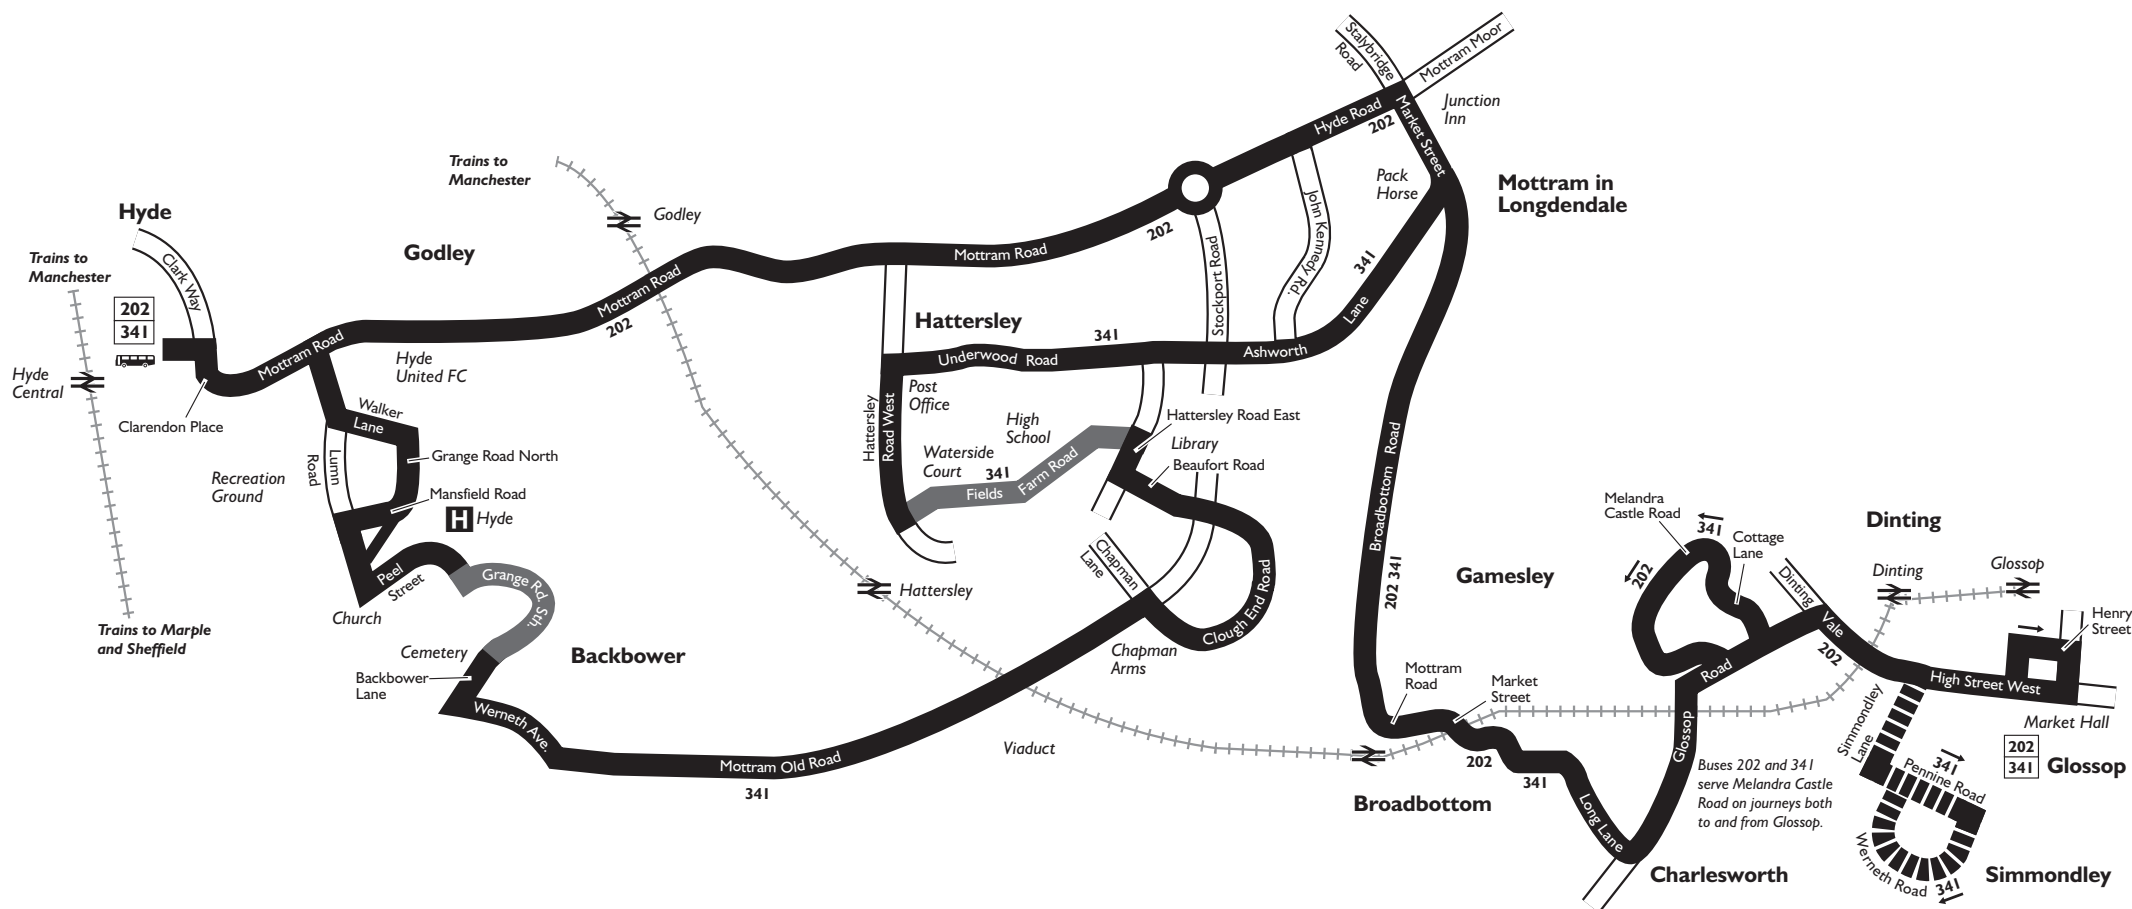 Stalybridge
Road
Mottram Moor
Hyde Road
202
Market Street
Junction
Inn
Pack
Horse
Mottram in
Longdendale
Trains to
Manchester
Godley
Godley
Hyde
Clark Way
Trains to
Manchester
202
341
Hyde
Central
Clarendon Place
Mottram Road
Hyde
United FC
Mottram Road
202
Mottram Road
202
Stockport Road
John Kennedy Rd.
341
Hattersley
341
Underwood Road
Ashworth
Lane
Post
Office
Hattersley
Road West
High
School
Waterside
Court
341
Fields
Farm Road
Hattersley Road East
Library
Beaufort Road
Walker
Lane
Lumn
Road
Grange Road North
Recreation
Ground
Mansfield Road
H
Hyde
Peel
Street
Church
Grange Rd. Sth.
Cemetery
Backbower
Lane
Backbower
Werneth Ave.
Trains to Marple
and Sheffield
Mottram Old Road
341
Hattersley
Chapman
Lane
Clough End Road
Chapman
Arms
Viaduct
Broadbottom Road
202 341
Gamesley
Melandra
Castle Road
341
Cottage
Lane
202
Dinting
Dinting
Vale
Dinting
Glossop
202
Henry
Street
High Street West
Market Hall
202
341
Glossop
Mottram
Road
Market
Street
202
341
Broadbottom
Long Lane
Glossop
Road
Buses 202 and 341
serve Melandra Castle
Road on journeys both
to and from Glossop.
Charlesworth
Simmondley
Lane
341
Pennine Road
Werneth Road
341
Simmondley